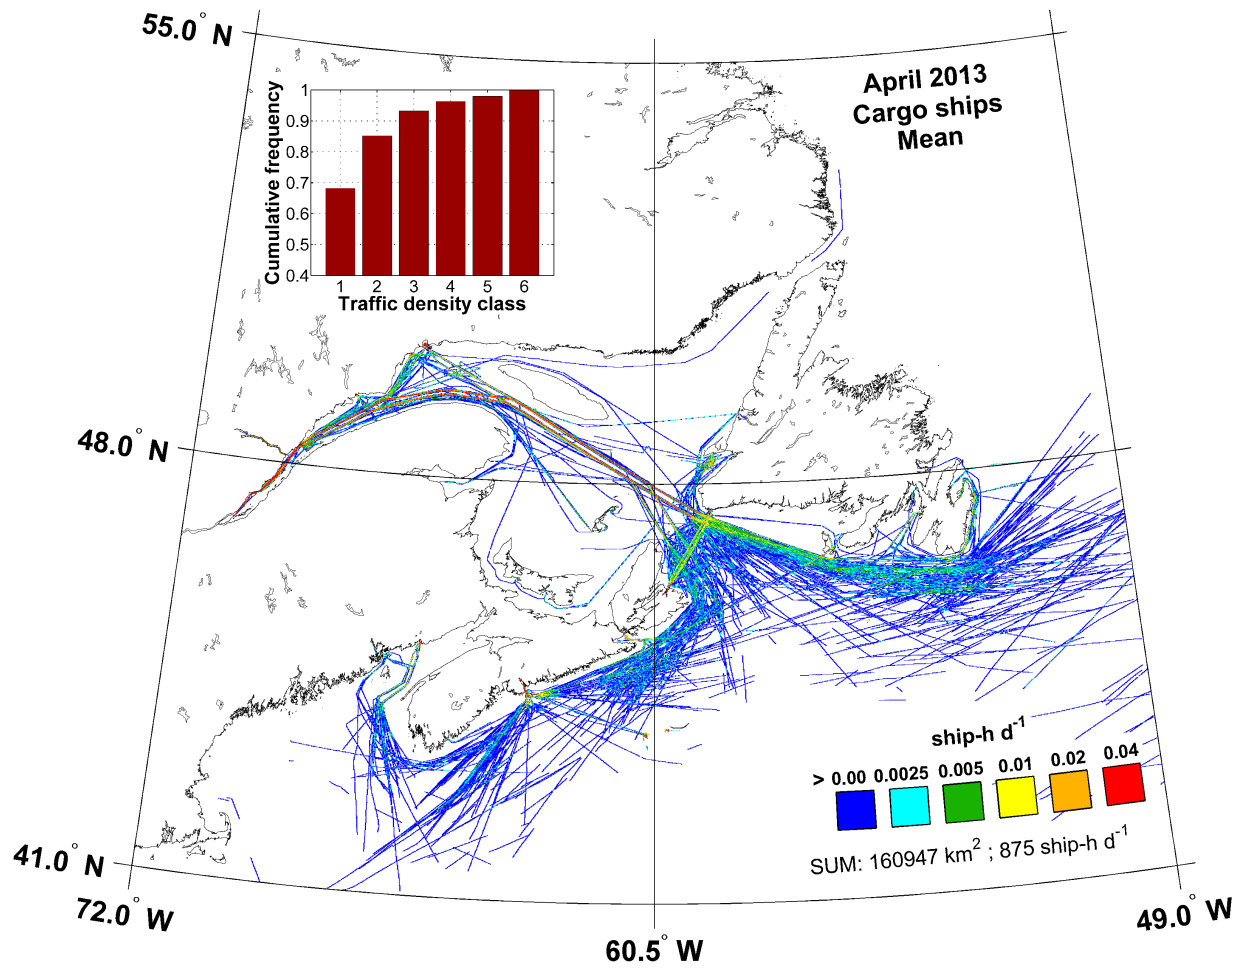 55.0° N
April 2013
Cargo ships
Mean
Cumulative frequency
1
0.9
0.8
0.7
0.6
0.5
0.4
1 2 3 4 5 6
Traffic density class
48.0° N
ship-h d-1
> 0.00 0.0025 0.005 0.01 0.02 0.04
SUM: 160947 km2 ; 875 ship-h d-1
41.0° N
72.0° W
60.5° W
49.0° W